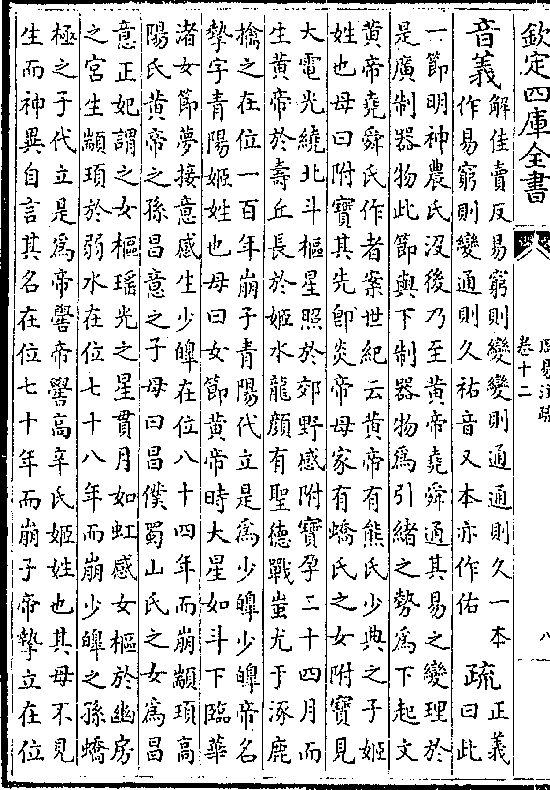 欽定四庫全書
周易注疏
卷十二
八
音義解佳賣反易窮則變變則通通則久一本作易窮則變通則久祐音又本亦作佑疏正義曰此
一節明神農氏没後乃至黄帝堯舜通其易之變理於
是廣制器物此節與下制器物為引緒之勢為下起文
黄帝堯舜氏作者案世紀云黄帝有熊氏少典之子姬
姓也母曰附寶其先即炎帝母家有蟜氏之女附寶見
大電光繞北斗樞星照於郊野感附寶孕二十四月而
生黄帝於壽丘長於姬水龍顔有聖德戰蚩尤于涿鹿
擒之在位一百年崩子青陽代立是為少皥少皥帝名
摯字青陽姬姓也母曰女節黄帝時大星如斗下臨華
渚女節夢接意感生少皥在位八十四年而崩顓頊高
陽氏黄帝之孫昌意之子母曰昌僕蜀山氏之女為昌
意正妃謂之女樞瑶光之星貫月如虹感女樞於幽房
之宫生顓頊於弱水在位七十八年而崩少皥之孫蟜
極之子代立是為帝嚳帝嚳高辛氏姬姓也其母不見
生而神異自言其名在位七十年而崩子帝摯立在位